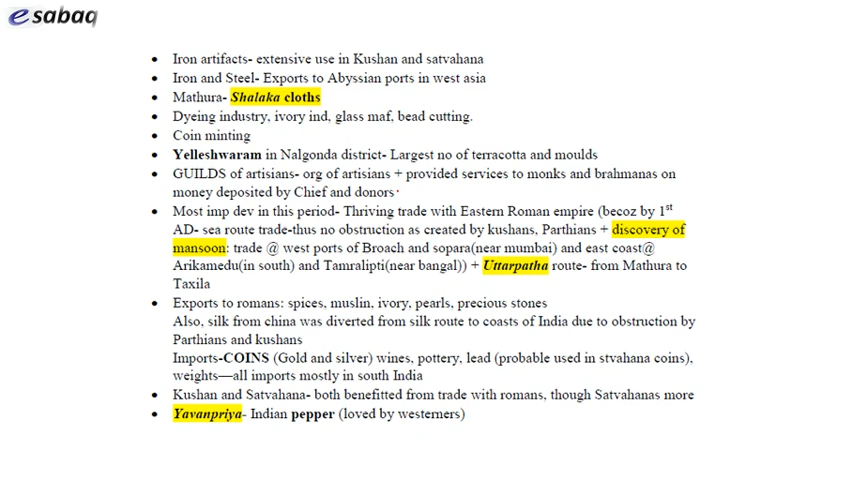 esabaq
• Iron artifacts- extensive use in Kushan and satvahana
• Iron and Steel- Exports to Abyssian ports in west asia
• Mathura- Shalaka cloths
• Dyeing industry, ivory ind, glass maf, bead cutting.
• Coin minting
• Yelleshwaram in Nalgonda district- Largest no of terracotta and moulds
• GUILDS of artisians- org of artisians + provided services to monks and brahmanas on
money deposited by Chief and donors.
• Most imp dev in this period- Thriving trade with Eastern Roman empire (becoz by 1st
AD- sea route trade-thus no obstruction as created by kushans, Parthians + discovery of
mansoon: trade @ west ports of Broach and sopara(near mumbai) and east coast@
Arikamedu(in south) and Tamralipti(near bangal)) + Uttarpatha route- from Mathura to
Taxila
• Exports to romans: spices, muslin, ivory, pearls, precious stones
Also, silk from china was diverted from silk route to coasts of India due to obstruction by
Parthians and kushans
Imports-COINS (Gold and silver) wines, pottery, lead (probable used in stvahana coins),
weights—all imports mostly in south India
• Kushan and Satvahana- both benefitted from trade with romans, though Satvahanas more
• Yavanpriya- Indian pepper (loved by westerners)